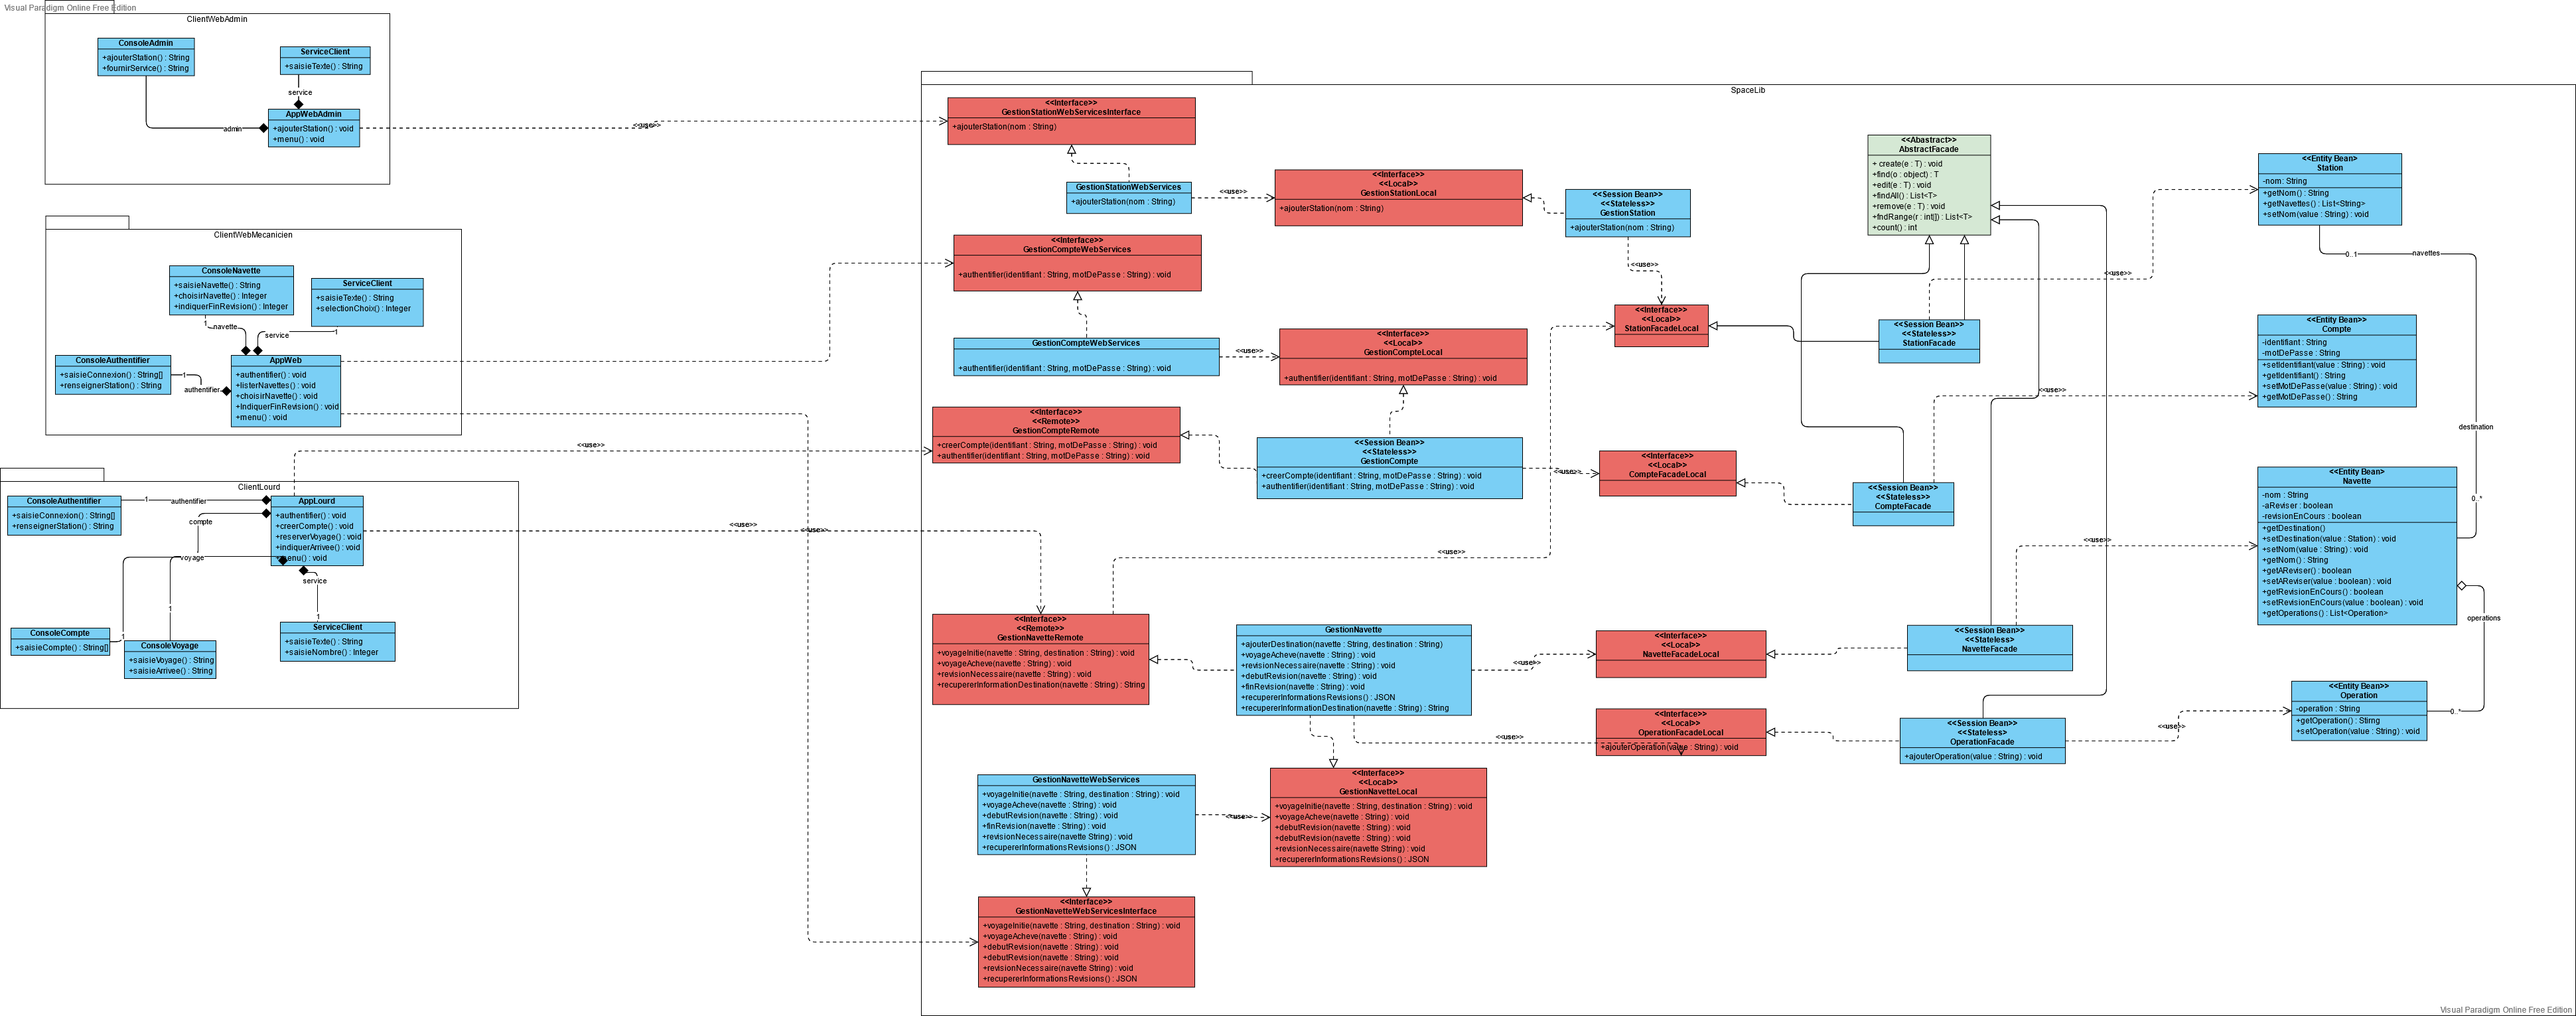 Visual Paradigm Online Free Edition
ClientWebAdmin
ConsoleAdmin
+ajouterStation() : String
+fournirService() : String
ServiceClient
+saisieTexte() : String
service
admin
AppWebAdmin
+ajouterStation() : void
+menu() : void
<<use>>
ClientWebMecanicien
ConsoleNavette
+saisieNavette() : String
+choisirNavette() : Integer
+indiquerFinRevision() : Integer
ServiceClient
+saisieTexte() : String
+selectionChoix() : Integer
1
navette
service
1
ConsoleAuthentifier
+saisieConnexion() : String[]
+renseignerStation() : String
1
authentifier
AppWeb
+authentifier() : void
+listerNavettes() : void
+choisirNavette() : void
+IndiquerFinRevision() : void
+menu() : void
<<use>>
<<use>>
ClientLourd
ConsoleAuthentifier
+saisieConnexion() : String[]
+renseignerStation() : String
1
authentifier
compte
voyage
AppLourd
+authentifier() : void
+creerCompte() : void
+reserverVoyage() : void
+indiquerArrivee() : void
+menu() : void
service
1
1
1
ConsoleCompte
+saisieCompte() : String[]
ConsoleVoyage
+saisieVoyage() : String
+saisieArrivee() : String
ServiceClient
+saisieTexte() : String
+saisieNombre() : Integer
<<use>>
SpaceLib
<<Interface>>
GestionStationWebServicesInterface
+ajouterStation(nom : String)
GestionStationWebServices
+ajouterStation(nom : String)
<<use>>
<<Interface>>
<<Local>>
GestionStationLocal
+ajouterStation(nom : String)
<<Session Bean>>
<<Stateless>>
GestionStation
+ajouterStation(nom : String)
<<use>>
<<Abastract>>
AbstractFacade
+ create(e : T) : void
+find(o : object) : T
+edit(e : T) : void
+findAll() : List<T>
+remove(e : T) : void
+fndRange(r : int[]) : List<T>
+count() : int
<<Entity Bean>
Station
-nom: String
+getNom() : String
+getNavettes() : List<String>
+setNom(value : String) : void
0..1
navettes
<<use>>
<<Interface>>
GestionCompteWebServices
+authentifier(identifiant : String, motDePasse : String) : void
GestionCompteWebServices
+authentifier(identifiant : String, motDePasse : String) : void
<<use>>
<<Interface>>
<<Local>>
GestionCompteLocal
+authentifier(identifiant : String, motDePasse : String) : void
<<Interface>>
<<Local>>
StationFacadeLocal
<<Session Bean>>
<<Stateless>>
StationFacade
<<Entity Bean>>
Compte
-identifiant : String
-motDePasse : String
+setIdentifiant(value : String) : void
+getIdentifiant() : String
+setMotDePasse(value : String) : void
+getMotDePasse() : String
<<use>>
destination
<<Interface>>
<<Remote>>
GestionCompteRemote
+creerCompte(identifiant : String, motDePasse : String) : void
+authentifier(identifiant : String, motDePasse : String) : void
<<Session Bean>>
<<Stateless>>
GestionCompte
+creerCompte(identifiant : String, motDePasse : String) : void
+authentifier(identifiant : String, motDePasse : String) : void
<<use>>
<<Interface>>
<<Local>>
CompteFacadeLocal
<<Session Bean>>
<<Stateless>>
CompteFacade
<<Entity Bean>
Navette
-nom : String
-aReviser : boolean
-revisionEnCours : boolean
+getDestination()
+setDestination(value : Station) : void
+setNom(value : String) : void
+getNom() : String
+getAReviser() : boolean
+setAReviser(value : boolean) : void
+getRevisionEnCours() : boolean
+setRevisionEnCours(value : boolean) : void
+getOperations() : List<Operation>
0..*
<<use>>
operations
<<use>>
<<Interface>>
<<Remote>>
GestionNavetteRemote
+voyageInitie(navette : String, destination : String) : void
+voyageAcheve(navette : String) : void
+revisionNecessaire(navette : String) : void
+recupererInformationDestination(navette : String) : String
GestionNavette
+ajouterDestination(navette : String, destination : String)
+voyageAcheve(navette : String) : void
+revisionNecessaire(navette : String) : void
+debutRevision(navette : String) : void
+finRevision(navette : String) : void
+recupererInformationsRevisions() : JSON
+recupererInformationDestination(navette : String) : String
<<use>>
<<Interface>>
<<Local>>
NavetteFacadeLocal
<<Session Bean>>
<<Stateless>>
NavetteFacade
<<use>>
<<Interface>>
<<Local>>
OperationFacadeLocal
+ajouterOperation(value : String) : void
<<Session Bean>>
<<Stateless>>
OperationFacade
+ajouterOperation(value : String) : void
<<use>>
<<Entity Bean>>
Operation
-operation : String
+getOperation() : Stirng
+setOperation(value : String) : void
0..*
GestionNavetteWebServices
+voyageInitie(navette : String, destination : String) : void
+voyageAcheve(navette : String) : void
+debutRevision(navette : String) : void
+finRevision(navette : String) : void
+revisionNecessaire(navette String) : void
+recupererInformationsRevisions() : JSON
<<use>>
<<Interface>>
<<Local>>
GestionNavetteLocal
+voyageInitie(navette : String, destination : String) : void
+voyageAcheve(navette : String) : void
+debutRevision(navette : String) : void
+debutRevision(navette : String) : void
+revisionNecessaire(navette String) : void
+recupererInformationsRevisions() : JSON
<<Interface>>
GestionNavetteWebServicesInterface
+voyageInitie(navette : String, destination : String) : void
+voyageAcheve(navette : String) : void
+debutRevision(navette : String) : void
+debutRevision(navette : String) : void
+revisionNecessaire(navette String) : void
+recupererInformationsRevisions() : JSON
Visual Paradigm Online Free Edition